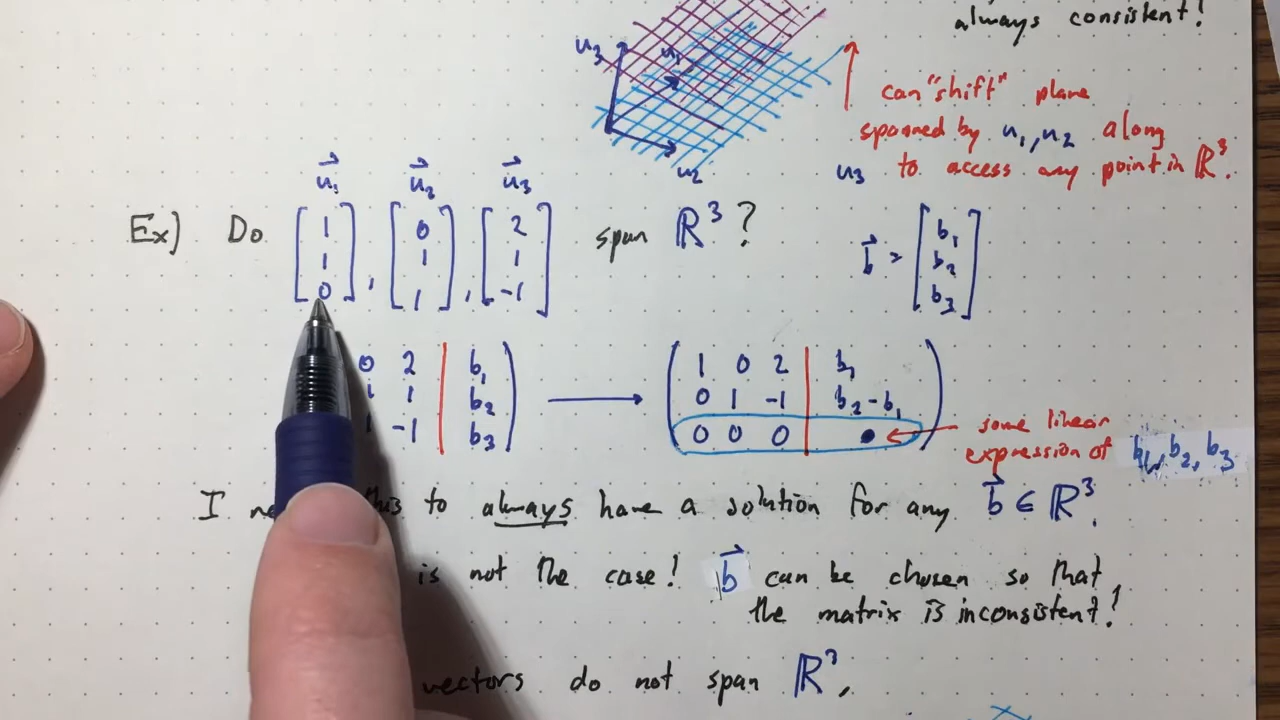 always consistent!
u3
u1
u2
can "shift" plane
spanned by u1, u2 along
u3 to access any point in ℝ³.
u⃗1 u⃗2 u⃗3
Ex) Do [1 1 0], [0 1 1], [2 1 -1] span ℝ³?
b⃗ = [b1 b2 b3]
0 2 | b1
1 1 | b2
1 -1 | b3
1 0 2 | b1
0 1 -1 | b2 - b1
0 0 0 | •
some linear
expression of b1, b2, b3
I this to always have a solution for any b⃗ ∈ ℝ³.
is not the case! b⃗ can be chosen so that
the matrix is inconsistent!
vectors do not span ℝ³.